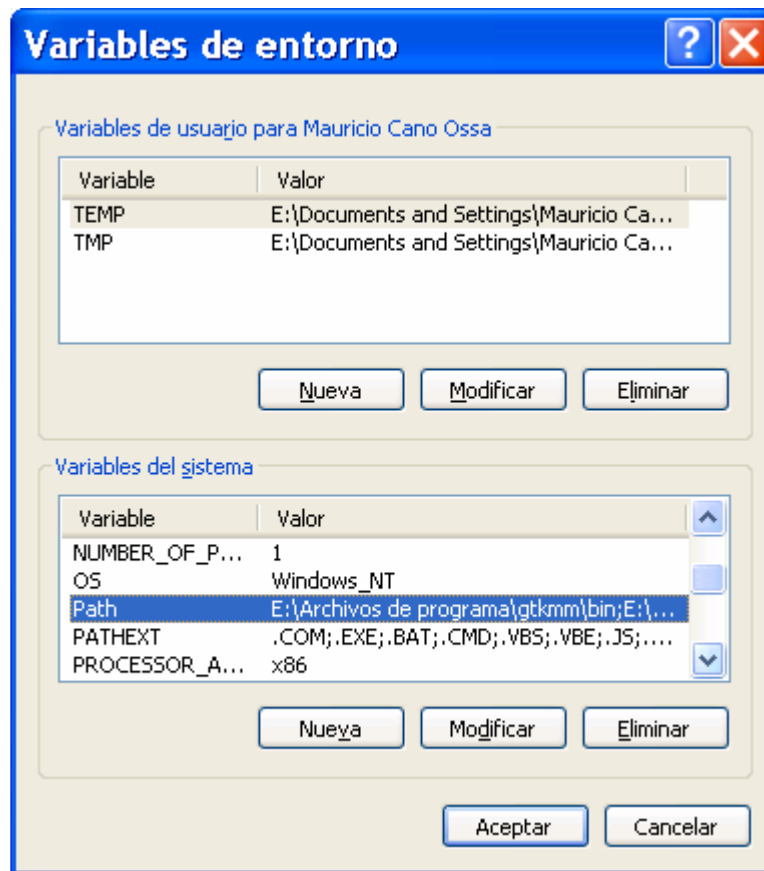 Variables de entorno
Variables de usuario para Mauricio Cano Ossa
Variable Valor
TEMP E:\Documents and Settings\Mauricio Ca...
TMP E:\Documents and Settings\Mauricio Ca...
Nueva Modificar Eliminar
Variables del sistema
Variable Valor
NUMBER_OF_P... 1
OS Windows_NT
Path E:\Archivos de programa\gtkmm\bin;E:\...
PATHEXT .COM;.EXE;.BAT;.CMD;.VBS;.VBE;.JS;....
PROCESSOR_A... x86
Nueva Modificar Eliminar
Aceptar Cancelar